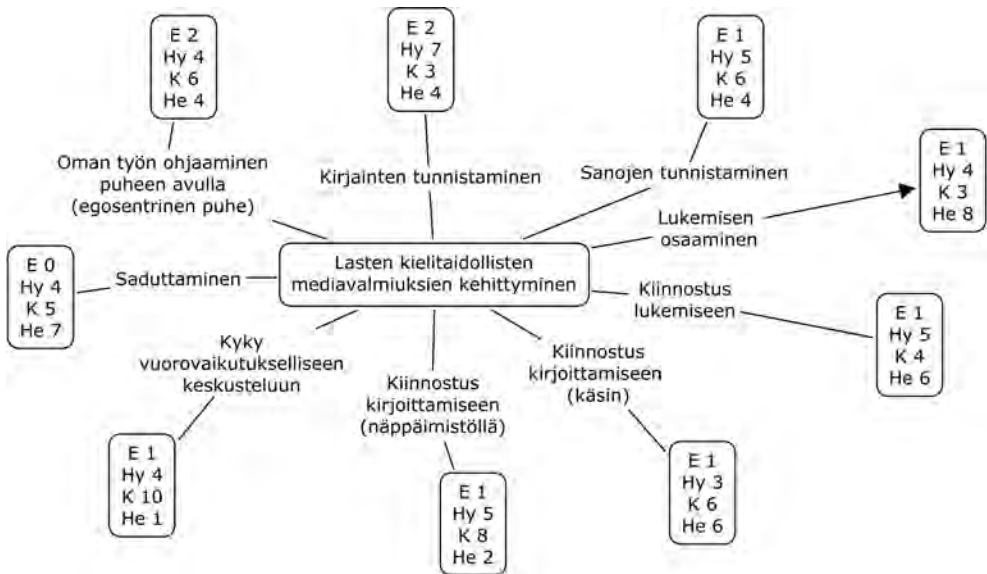 E 2
Hy 4
K 6
He 4
E 2
Hy 7
K 3
He 4
E 1
Hy 5
K 6
He 4
E 1
Hy 4
K 3
He 8
Oman työn ohjaaminen
puheen avulla
(egosentrinen puhe)
Kirjainten tunnistaminen
Sanojen tunnistaminen
Lukemisen
osaaminen
E 0
Hy 4
K 5
He 7
Saduttaminen
Lasten kielitaidollisten
mediavalmiuksien kehittyminen
Kiinnostus
lukemiseen
E 1
Hy 5
K 4
He 6
Kyky
vuorovaikutukselliseen
keskusteluun
Kiinnostus
kirjoittamiseen
(näppäimistöllä)
Kiinnostus
kirjoittamiseen
(käsin)
E 1
Hy 4
K 10
He 1
E 1
Hy 5
K 8
He 2
E 1
Hy 3
K 6
He 6